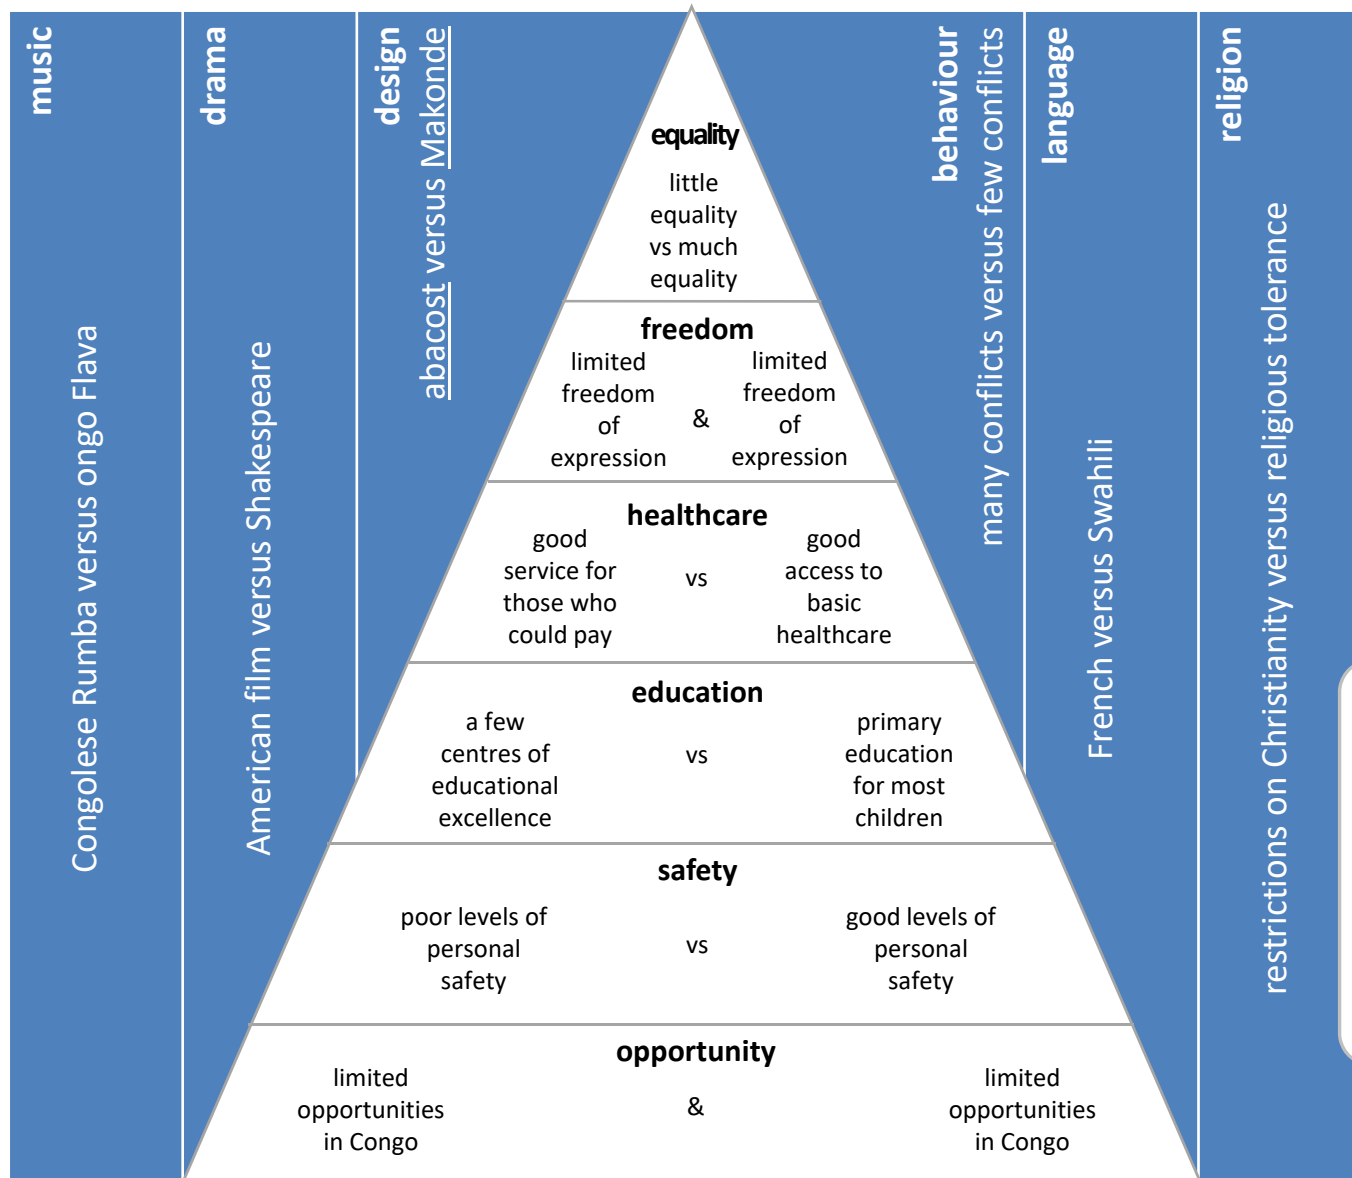 music
Congolese Rumba versus ongo Flava
drama
American film versus Shakespeare
design
abacost versus Makonde
equality
little
equality
vs much
equality
freedom
limited
freedom
of
expression
&
limited
freedom
of
expression
healthcare
good
service for
those who
could pay
vs
good
access to
basic
healthcare
education
a few
centres of
educational
excellence
vs
primary
education
for most
children
safety
poor levels of
personal
safety
vs
good levels of
personal
safety
opportunity
limited
opportunities
in Congo
&
limited
opportunities
in Congo
behaviour
many conflicts versus few conflicts
language
French versus Swahili
religion
restrictions on Christianity versus religious tolerance